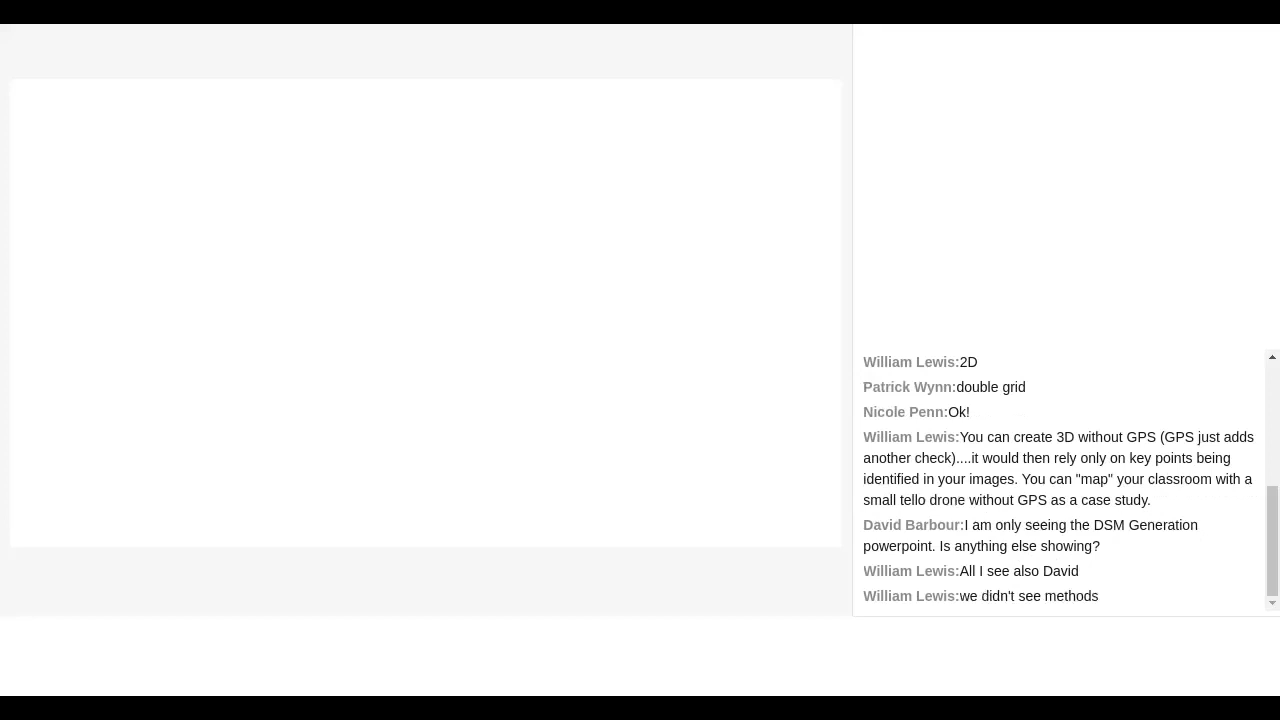 William Lewis:2D
Patrick Wynn:double grid
Nicole Penn:Ok!
William Lewis:You can create 3D without GPS (GPS just adds
another check)....it would then rely only on key points being
identified in your images. You can "map" your classroom with a
small tello drone without GPS as a case study.
David Barbour:I am only seeing the DSM Generation
powerpoint. Is anything else showing?
William Lewis:All I see also David
William Lewis:we didn't see methods